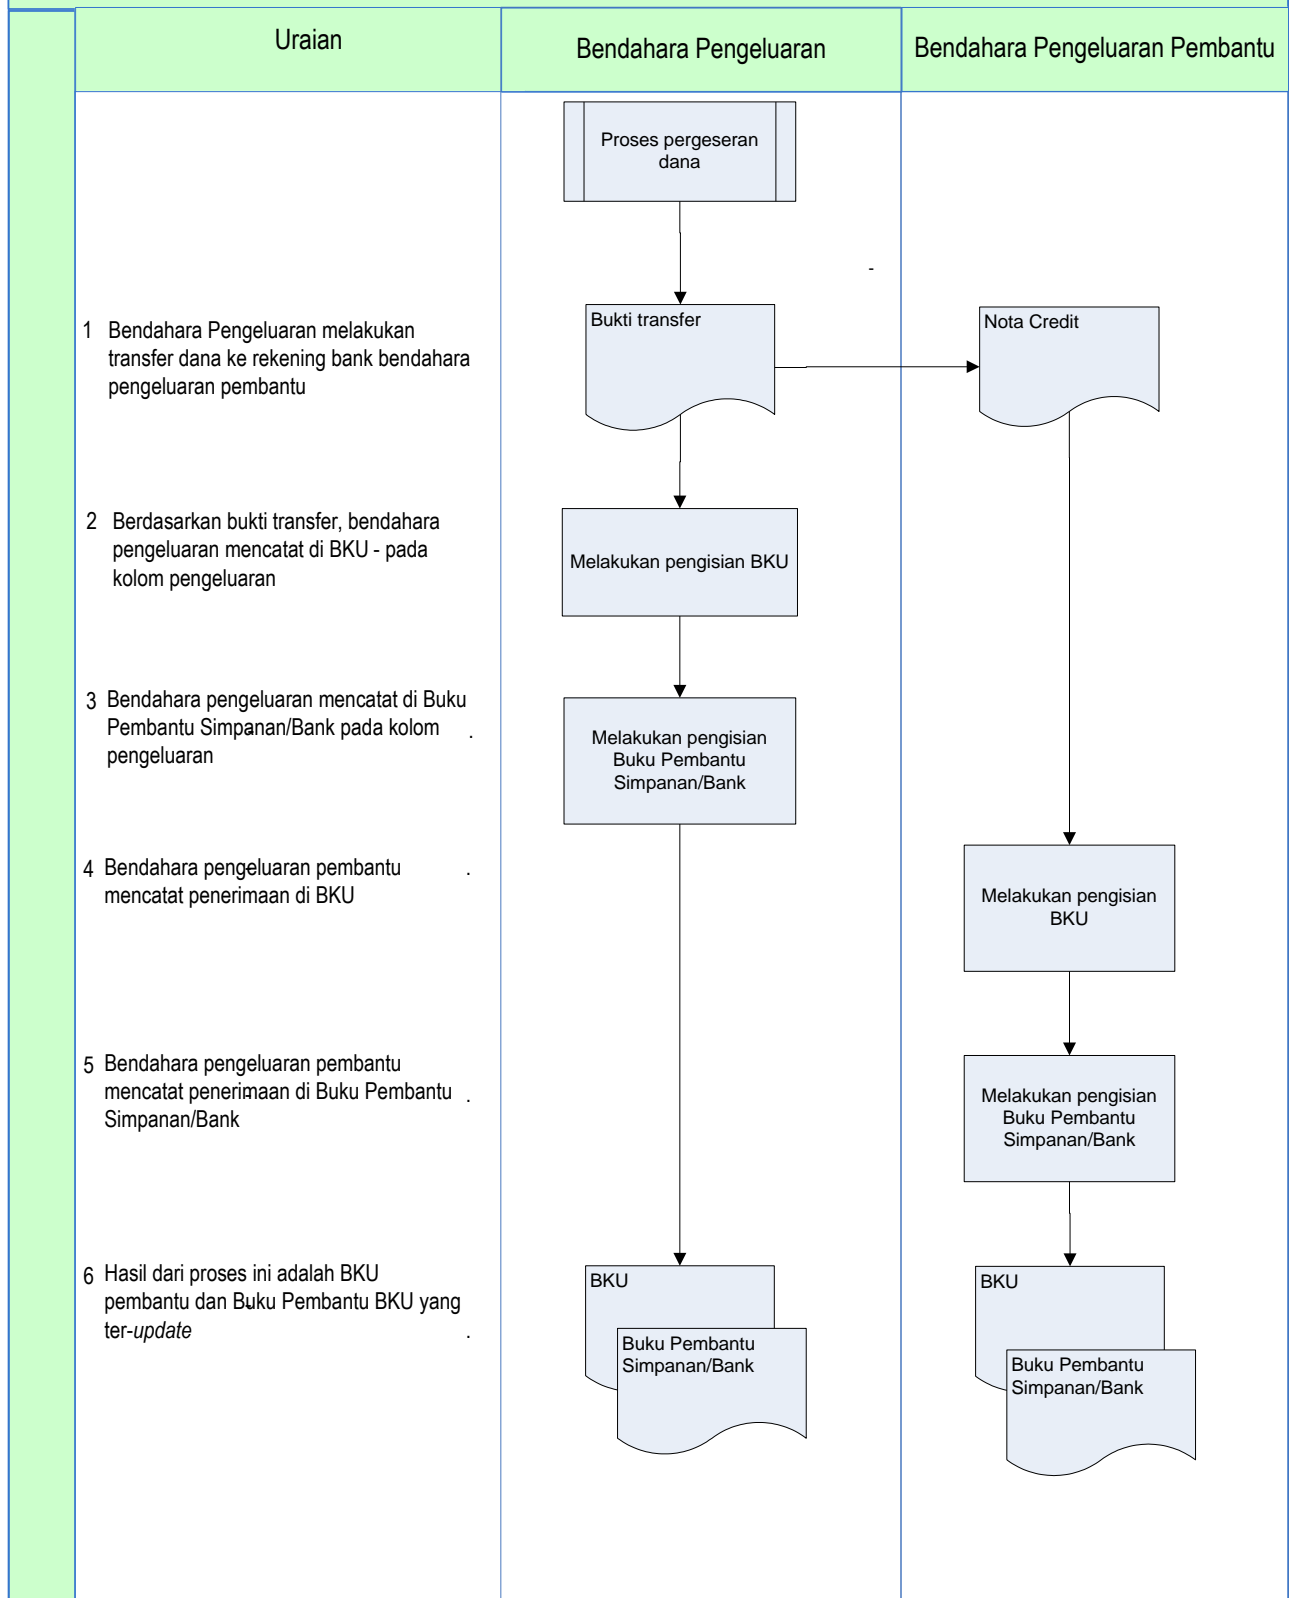 Uraian
Bendahara Pengeluaran
Bendahara Pengeluaran Pembantu
Proses pergeseran
dana
-
1 Bendahara Pengeluaran melakukan
transfer dana ke rekening bank bendahara
pengeluaran pembantu
Bukti transfer
Nota Credit
2 Berdasarkan bukti transfer, bendahara
pengeluaran mencatat di BKU - pada
kolom pengeluaran
Melakukan pengisian BKU
3 Bendahara pengeluaran mencatat di Buku
Pembantu Simpanan/Bank pada kolom .
pengeluaran
Melakukan pengisian
Buku Pembantu
Simpanan/Bank
4 Bendahara pengeluaran pembantu .
mencatat penerimaan di BKU
Melakukan pengisian
BKU
5 Bendahara pengeluaran pembantu
mencatat penerimaan di Buku Pembantu .
Simpanan/Bank
Melakukan pengisian
Buku Pembantu
Simpanan/Bank
6 Hasil dari proses ini adalah BKU
pembantu dan Buku Pembantu BKU yang
ter-update .
BKU
Buku Pembantu
Simpanan/Bank
BKU
Buku Pembantu
Simpanan/Bank